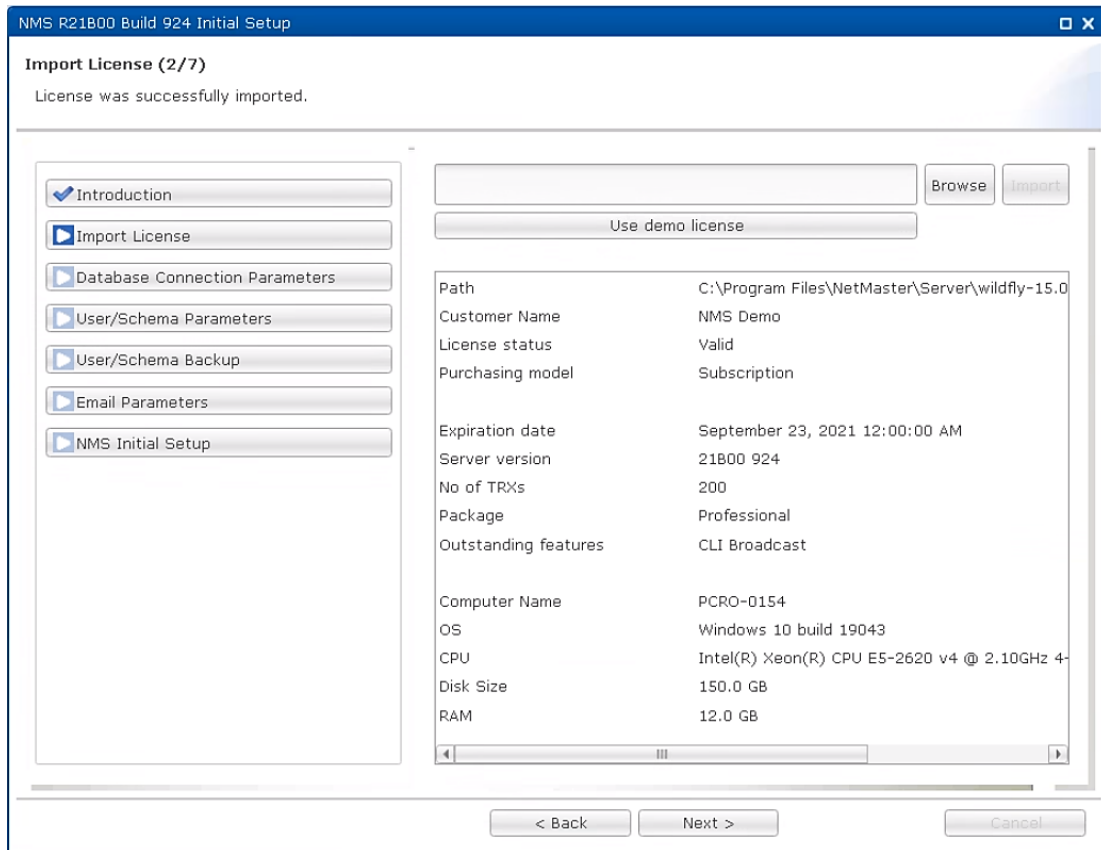 NMS R21B00 Build 924 Initial Setup
Import License (2/7)
License was successfully imported.
Introduction
Import License
Database Connection Parameters
User/Schema Parameters
User/Schema Backup
Email Parameters
NMS Initial Setup
Browse
Import
Use demo license
Path C:\Program Files\NetMaster\Server\wildfly-15.0
Customer Name NMS Demo
License status Valid
Purchasing model Subscription
Expiration date September 23, 2021 12:00:00 AM
Server version 21B00 924
No of TRXs 200
Package Professional
Outstanding features CLI Broadcast
Computer Name PCRO-0154
OS Windows 10 build 19043
CPU Intel(R) Xeon(R) CPU E5-2620 v4 @ 2.10GHz 4-
Disk Size 150.0 GB
RAM 12.0 GB
< Back
Next >
Cancel